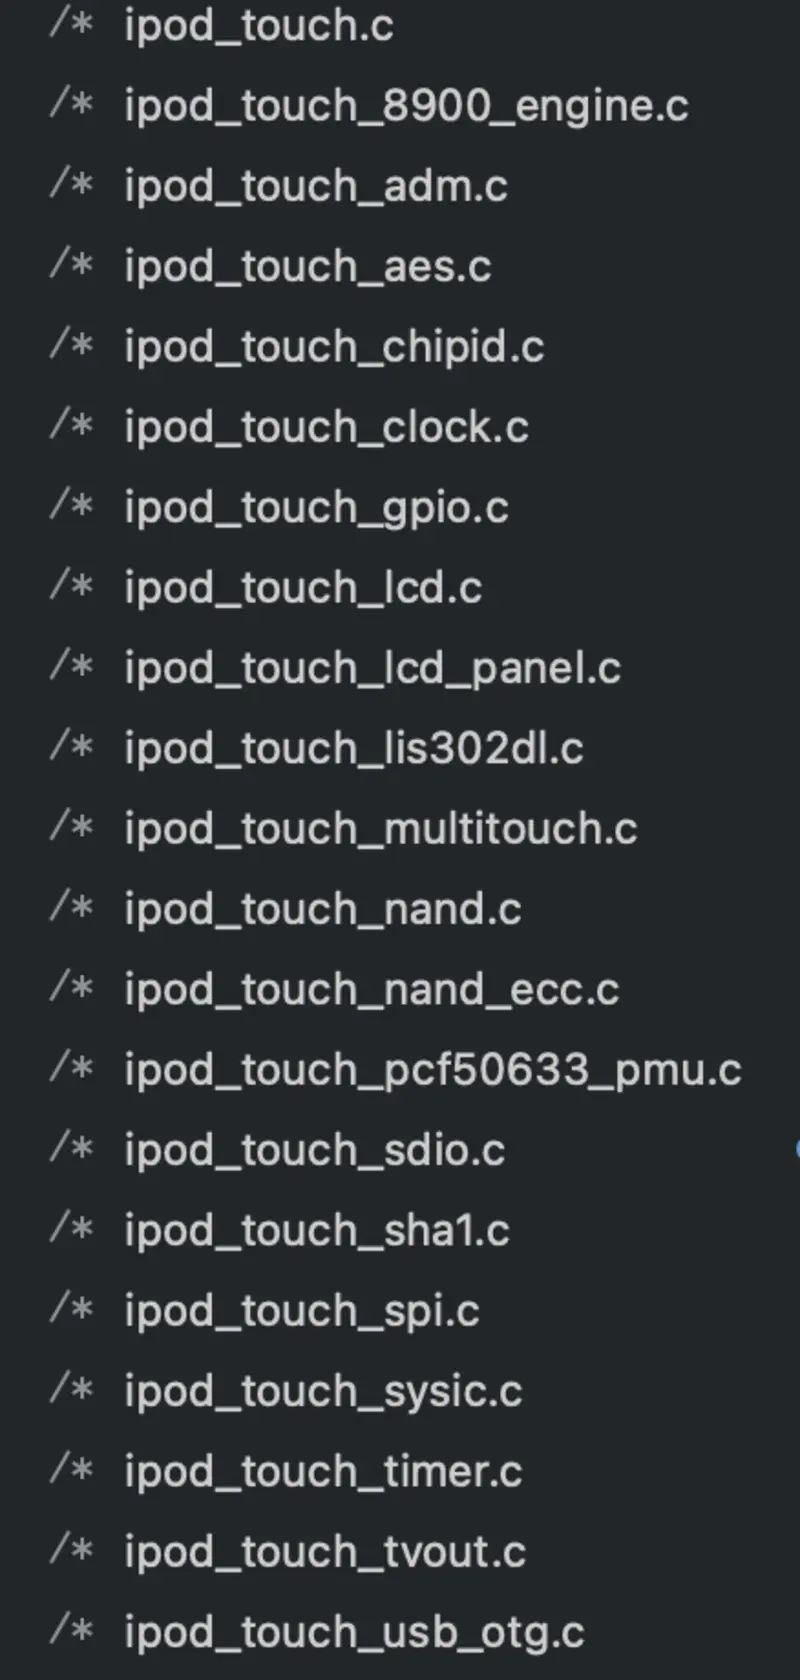 /* ipod_touch.c
/* ipod_touch_8900_engine.c
/* ipod_touch_adm.c
/* ipod_touch_aes.c
/* ipod_touch_chipid.c
/* ipod_touch_clock.c
/* ipod_touch_gpio.c
/* ipod_touch_lcd.c
/* ipod_touch_lcd_panel.c
/* ipod_touch_lis302dl.c
/* ipod_touch_multitouch.c
/* ipod_touch_nand.c
/* ipod_touch_nand_ecc.c
/* ipod_touch_pcf50633_pmu.c
/* ipod_touch_sdio.c
/* ipod_touch_sha1.c
/* ipod_touch_spi.c
/* ipod_touch_sysic.c
/* ipod_touch_timer.c
/* ipod_touch_tvout.c
/* ipod_touch_usb_otg.c